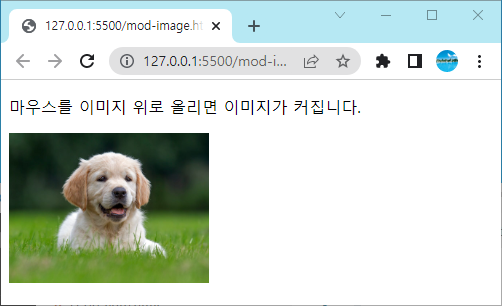 127.0.0.1:5500/mod-image.ht
127.0.0.1:5500/mod-i...
마우스를 이미지 위로 올리면 이미지가 커집니다.